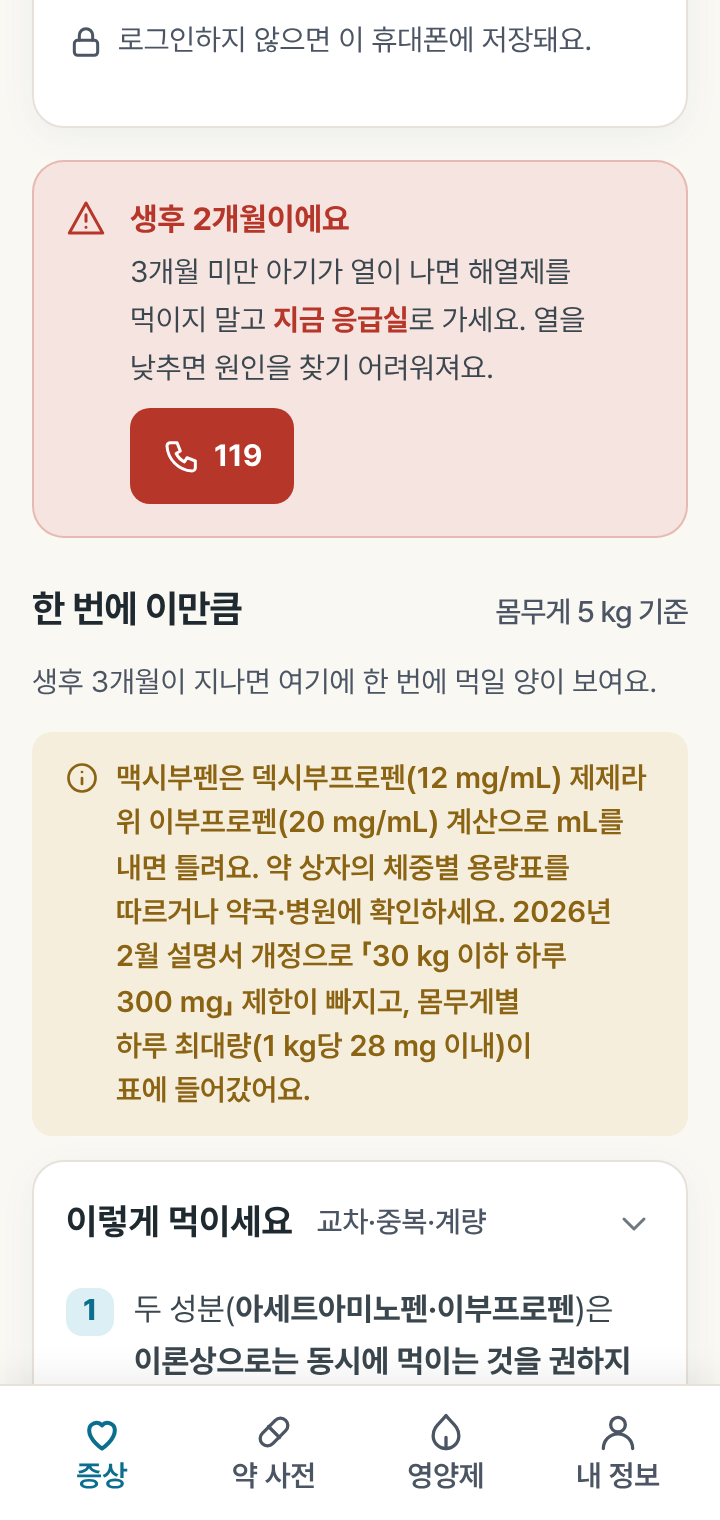 로그인하지 않으면 이 휴대폰에 저장돼요.
생후 2개월이에요
3개월 미만 아기가 열이 나면 해열제를
먹이지 말고 지금 응급실로 가세요. 열을
낮추면 원인을 찾기 어려워져요.
119
한 번에 이만큼
몸무게 5 kg 기준
생후 3개월이 지나면 여기에 한 번에 먹일 양이 보여요.
맥시부펜은 덱시부프로펜(12 mg/mL) 제제라
위 이부프로펜(20 mg/mL) 계산으로 mL를
내면 틀려요. 약 상자의 체중별 용량표를
따르거나 약국·병원에 확인하세요. 2026년
2월 설명서 개정으로 「30 kg 이하 하루
300 mg」 제한이 빠지고, 몸무게별
하루 최대량(1 kg당 28 mg 이내)이
표에 들어갔어요.
이렇게 먹이세요 교차·중복·계량
1 두 성분(아세트아미노펜·이부프로펜)은
이론상으로는 동시에 먹이는 것을 권하지
증상
약 사전
영양제
내 정보